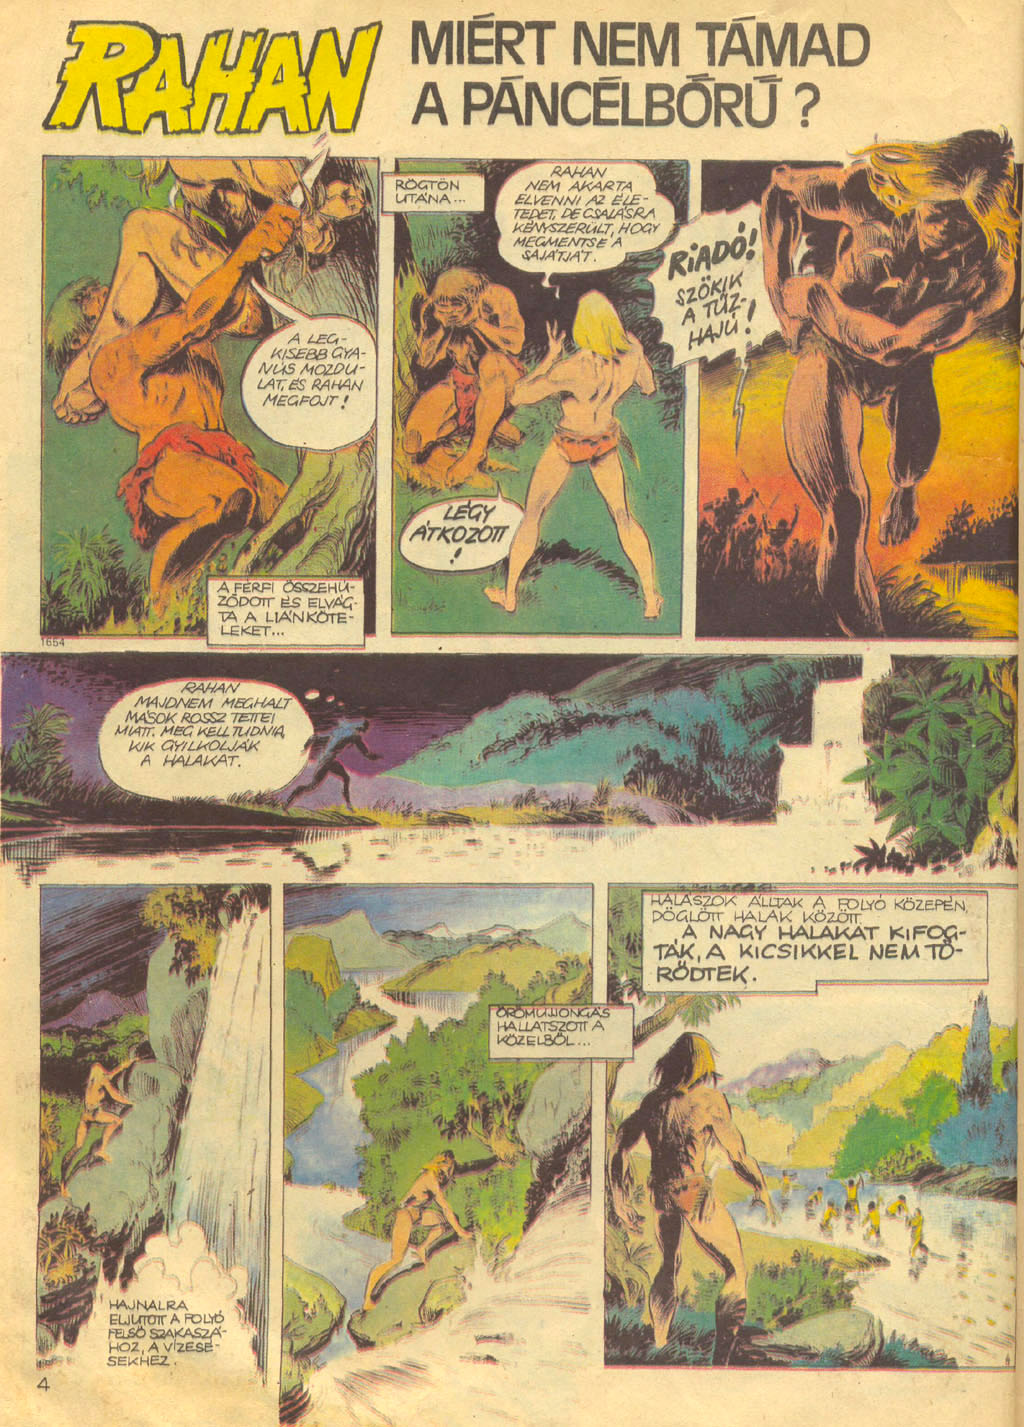 RAHAN
MIÉRT NEM TÁMAD
A PÁNCÉLBŐRŰ?
A LEG-
KISEBB GYA-
NÚS MOZDU-
LAT, ÉS RAHAN
MEGFOJT!
A FÉRFI ÖSSZEHÚ-
ZÓDOTT ÉS ELVÁG-
TA A LIÁNKÖTE-
LEKET...
1654
RÖGTÖN
UTÁNA...
RAHAN
NEM AKARTA
ELVENNI AZ ÉLE-
TEDET, DE CSALÁSRA
KÉNYSZERÜLT, HOGY
MEGMENTSE A
SAJÁTJÁT.
LÉGY
ÁTKOZOTT
!
RIADÓ!
SZÖKIK
A TŰZ-
HAJÚ!
RAHAN
MAJDNEM MEGHALT
MÁSOK ROSSZ TETTEI
MIATT. MEG KELL TUDNIA,
KIK GYILKOLJÁK
A HALAKAT.
HAJNALRA
ELJUTOTT A FOLYÓ
FELSŐ SZAKASZÁ-
HOZ, A VÍZESÉ-
SEKHEZ.
ÖRÖMUJJONGÁS
HALLATSZOTT A
KÖZELBŐL...
HALÁSZOK ÁLLTAK A FOLYÓ KÖZEPÉN,
DÖGLÖTT HALAK KÖZÖTT.
A NAGY HALAKAT KIFOG-
TÁK, A KICSIKKEL NEM TÖ-
RŐDTEK.
4